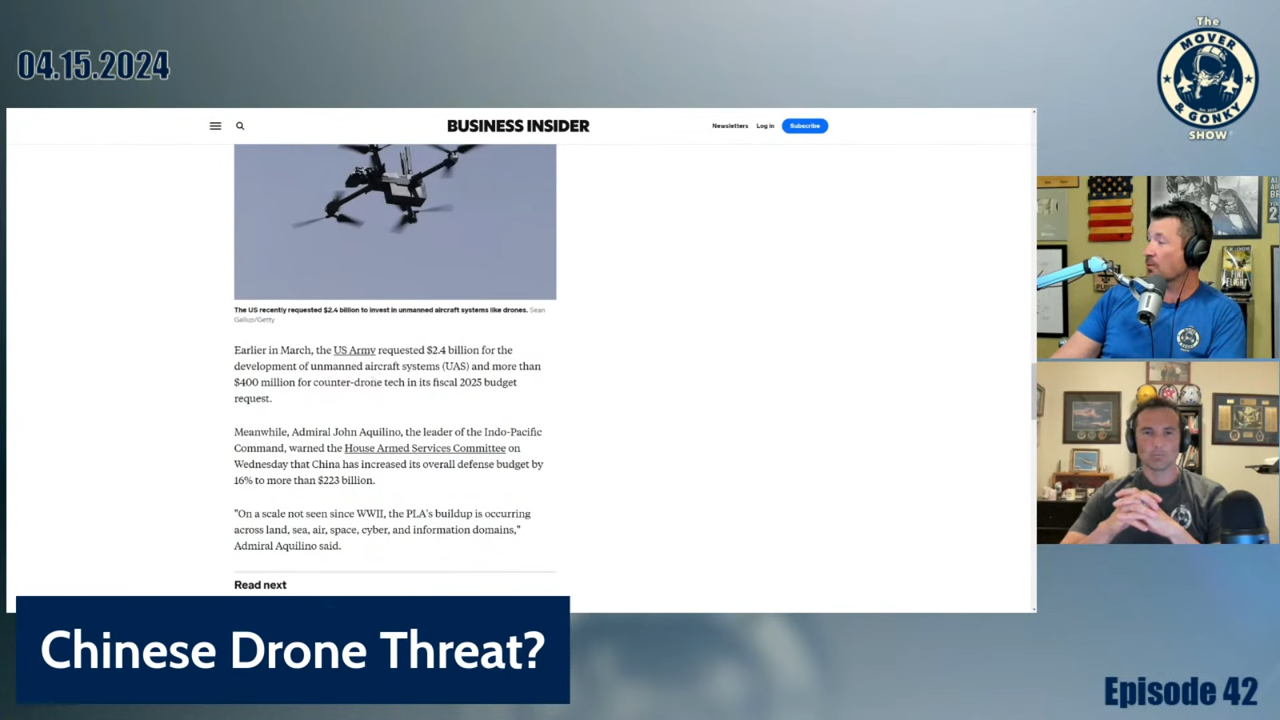 04.15.2024
The
MOVER
& GONKY
SHOW
BUSINESS INSIDER
Newsletters Log in Subscribe
The US recently requested $2.4 billion to invest in unmanned aircraft systems like drones. Sean
Gallup/Getty
Earlier in March, the US Army requested $2.4 billion for the
development of unmanned aircraft systems (UAS) and more than
$400 million for counter-drone tech in its fiscal 2025 budget
request.
Meanwhile, Admiral John Aquilino, the leader of the Indo-Pacific
Command, warned the House Armed Services Committee on
Wednesday that China has increased its overall defense budget by
16% to more than $223 billion.
"On a scale not seen since WWII, the PLA's buildup is occurring
across land, sea, air, space, cyber, and information domains,"
Admiral Aquilino said.
Read next
Chinese Drone Threat?
FINI
FLIGHT
Episode 42